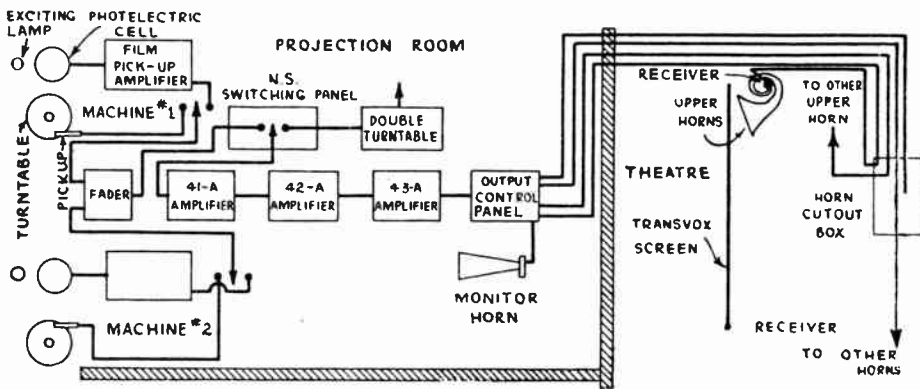 EXCITING
LAMP
PHOTOELECTRIC
CELL
FILM
PICK-UP
AMPLIFIER
PROJECTION ROOM
N.S.
SWITCHING PANEL
MACHINE #1
DOUBLE
TURNTABLE
TURNTABLE
PICKUP
FADER
41-A
AMPLIFIER
42-A
AMPLIFIER
43-A
AMPLIFIER
OUTPUT
CONTROL
PANEL
MONITOR
HORN
MACHINE #2
RECEIVER
UPPER
HORNS
TO OTHER
UPPER
HORN
THEATRE
HORN
CUTOUT
BOX
TRANSVOX
SCREEN
RECEIVER
TO OTHER
HORNS